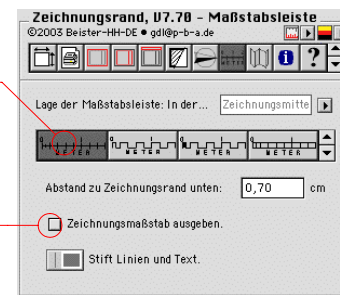 Zeichnungsrand, V7.70 - Maßstabsleiste
©2003 Beister-HH-DE • gdl@p-b-a.de
METER
Lage der Maßstabsleiste: In der... Zeichnungsmitte
METER METER METER METER
Abstand zu Zeichnungsrand unten: 0,70 cm
Zeichnungsmaßstab ausgeben.
Stift Linien und Text.